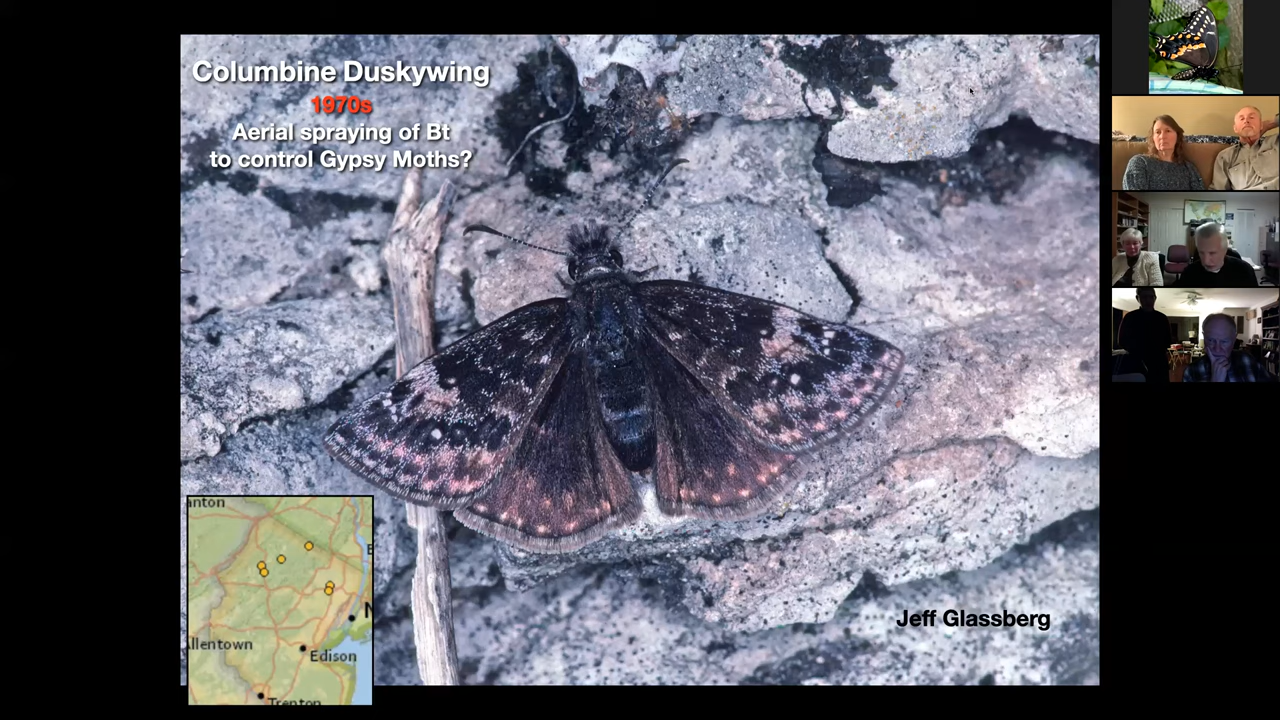 Columbine Duskywing
1970s
Aerial spraying of Bt
to control Gypsy Moths?
Jeff Glassberg
anton
llentown
Edison
Trenton
N